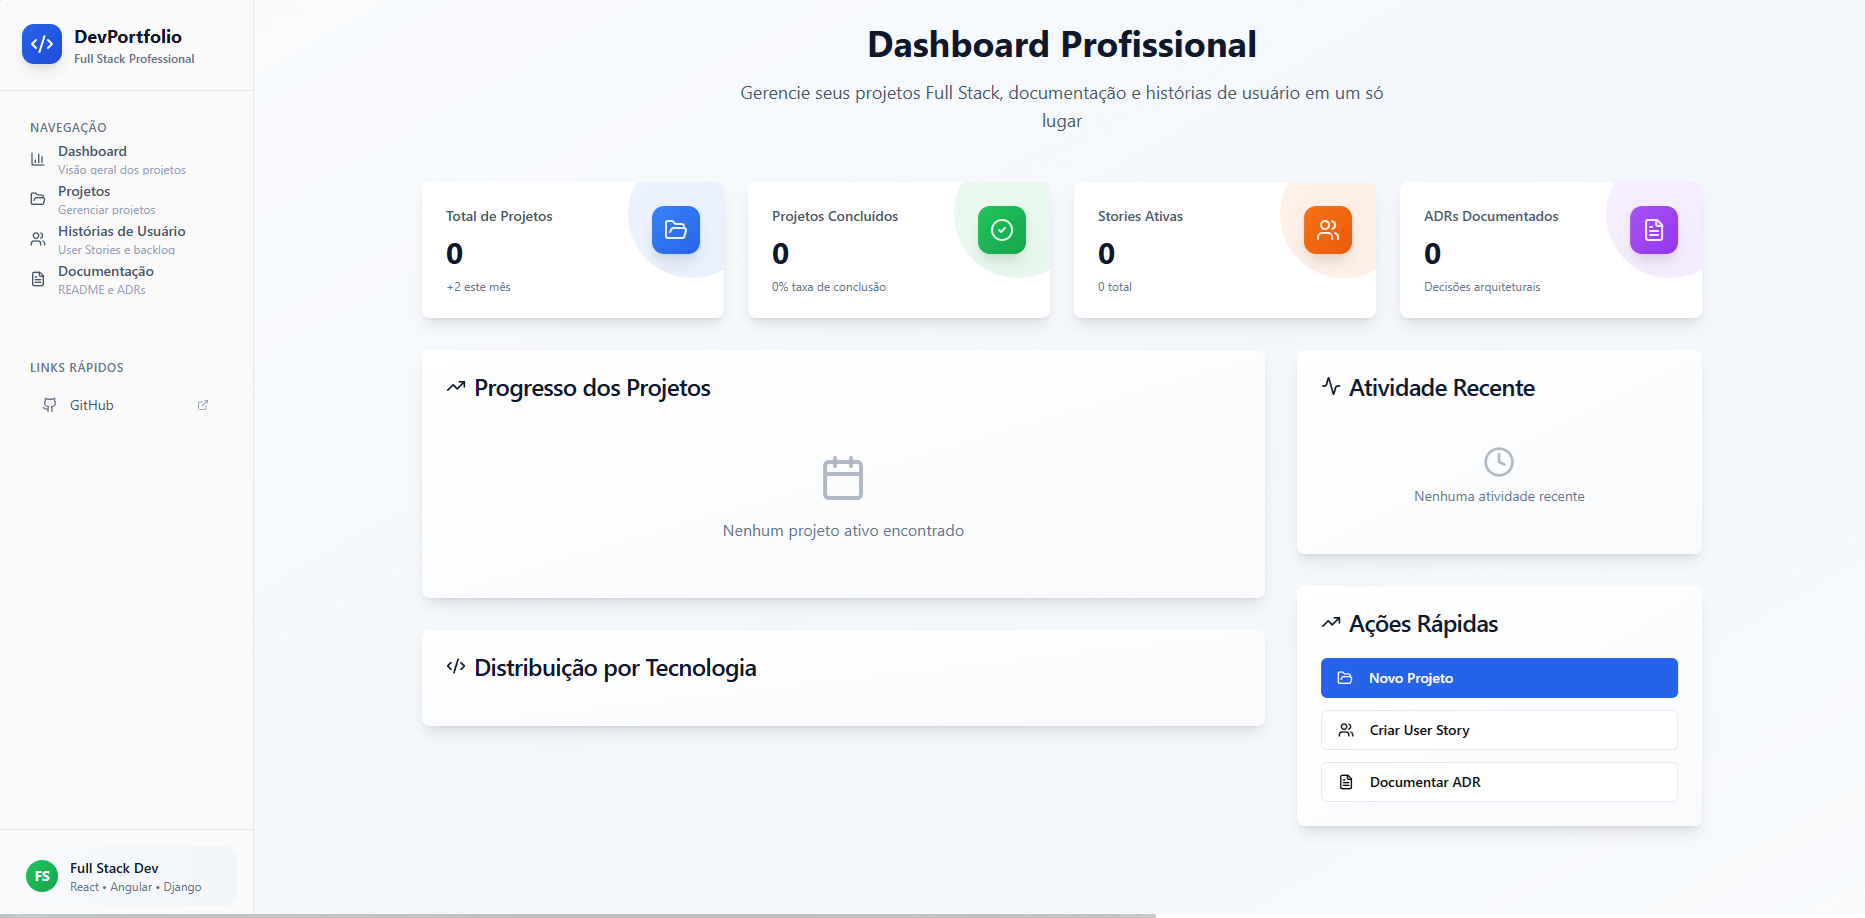 DevPortfolio
Full Stack Professional
NAVEGAÇÃO
Dashboard
Visão geral dos projetos
Projetos
Gerenciar projetos
Histórias de Usuário
User Stories e backlog
Documentação
README e ADRs
LINKS RÁPIDOS
GitHub
FS
Full Stack Dev
React • Angular • Django
Dashboard Profissional
Gerencie seus projetos Full Stack, documentação e histórias de usuário em um só
lugar
Total de Projetos
0
+2 este mês
Projetos Concluídos
0
0% taxa de conclusão
Stories Ativas
0
0 total
ADRs Documentados
0
Decisões arquiteturais
Progresso dos Projetos
Nenhum projeto ativo encontrado
Distribuição por Tecnologia
Atividade Recente
Nenhuma atividade recente
Ações Rápidas
Novo Projeto
Criar User Story
Documentar ADR